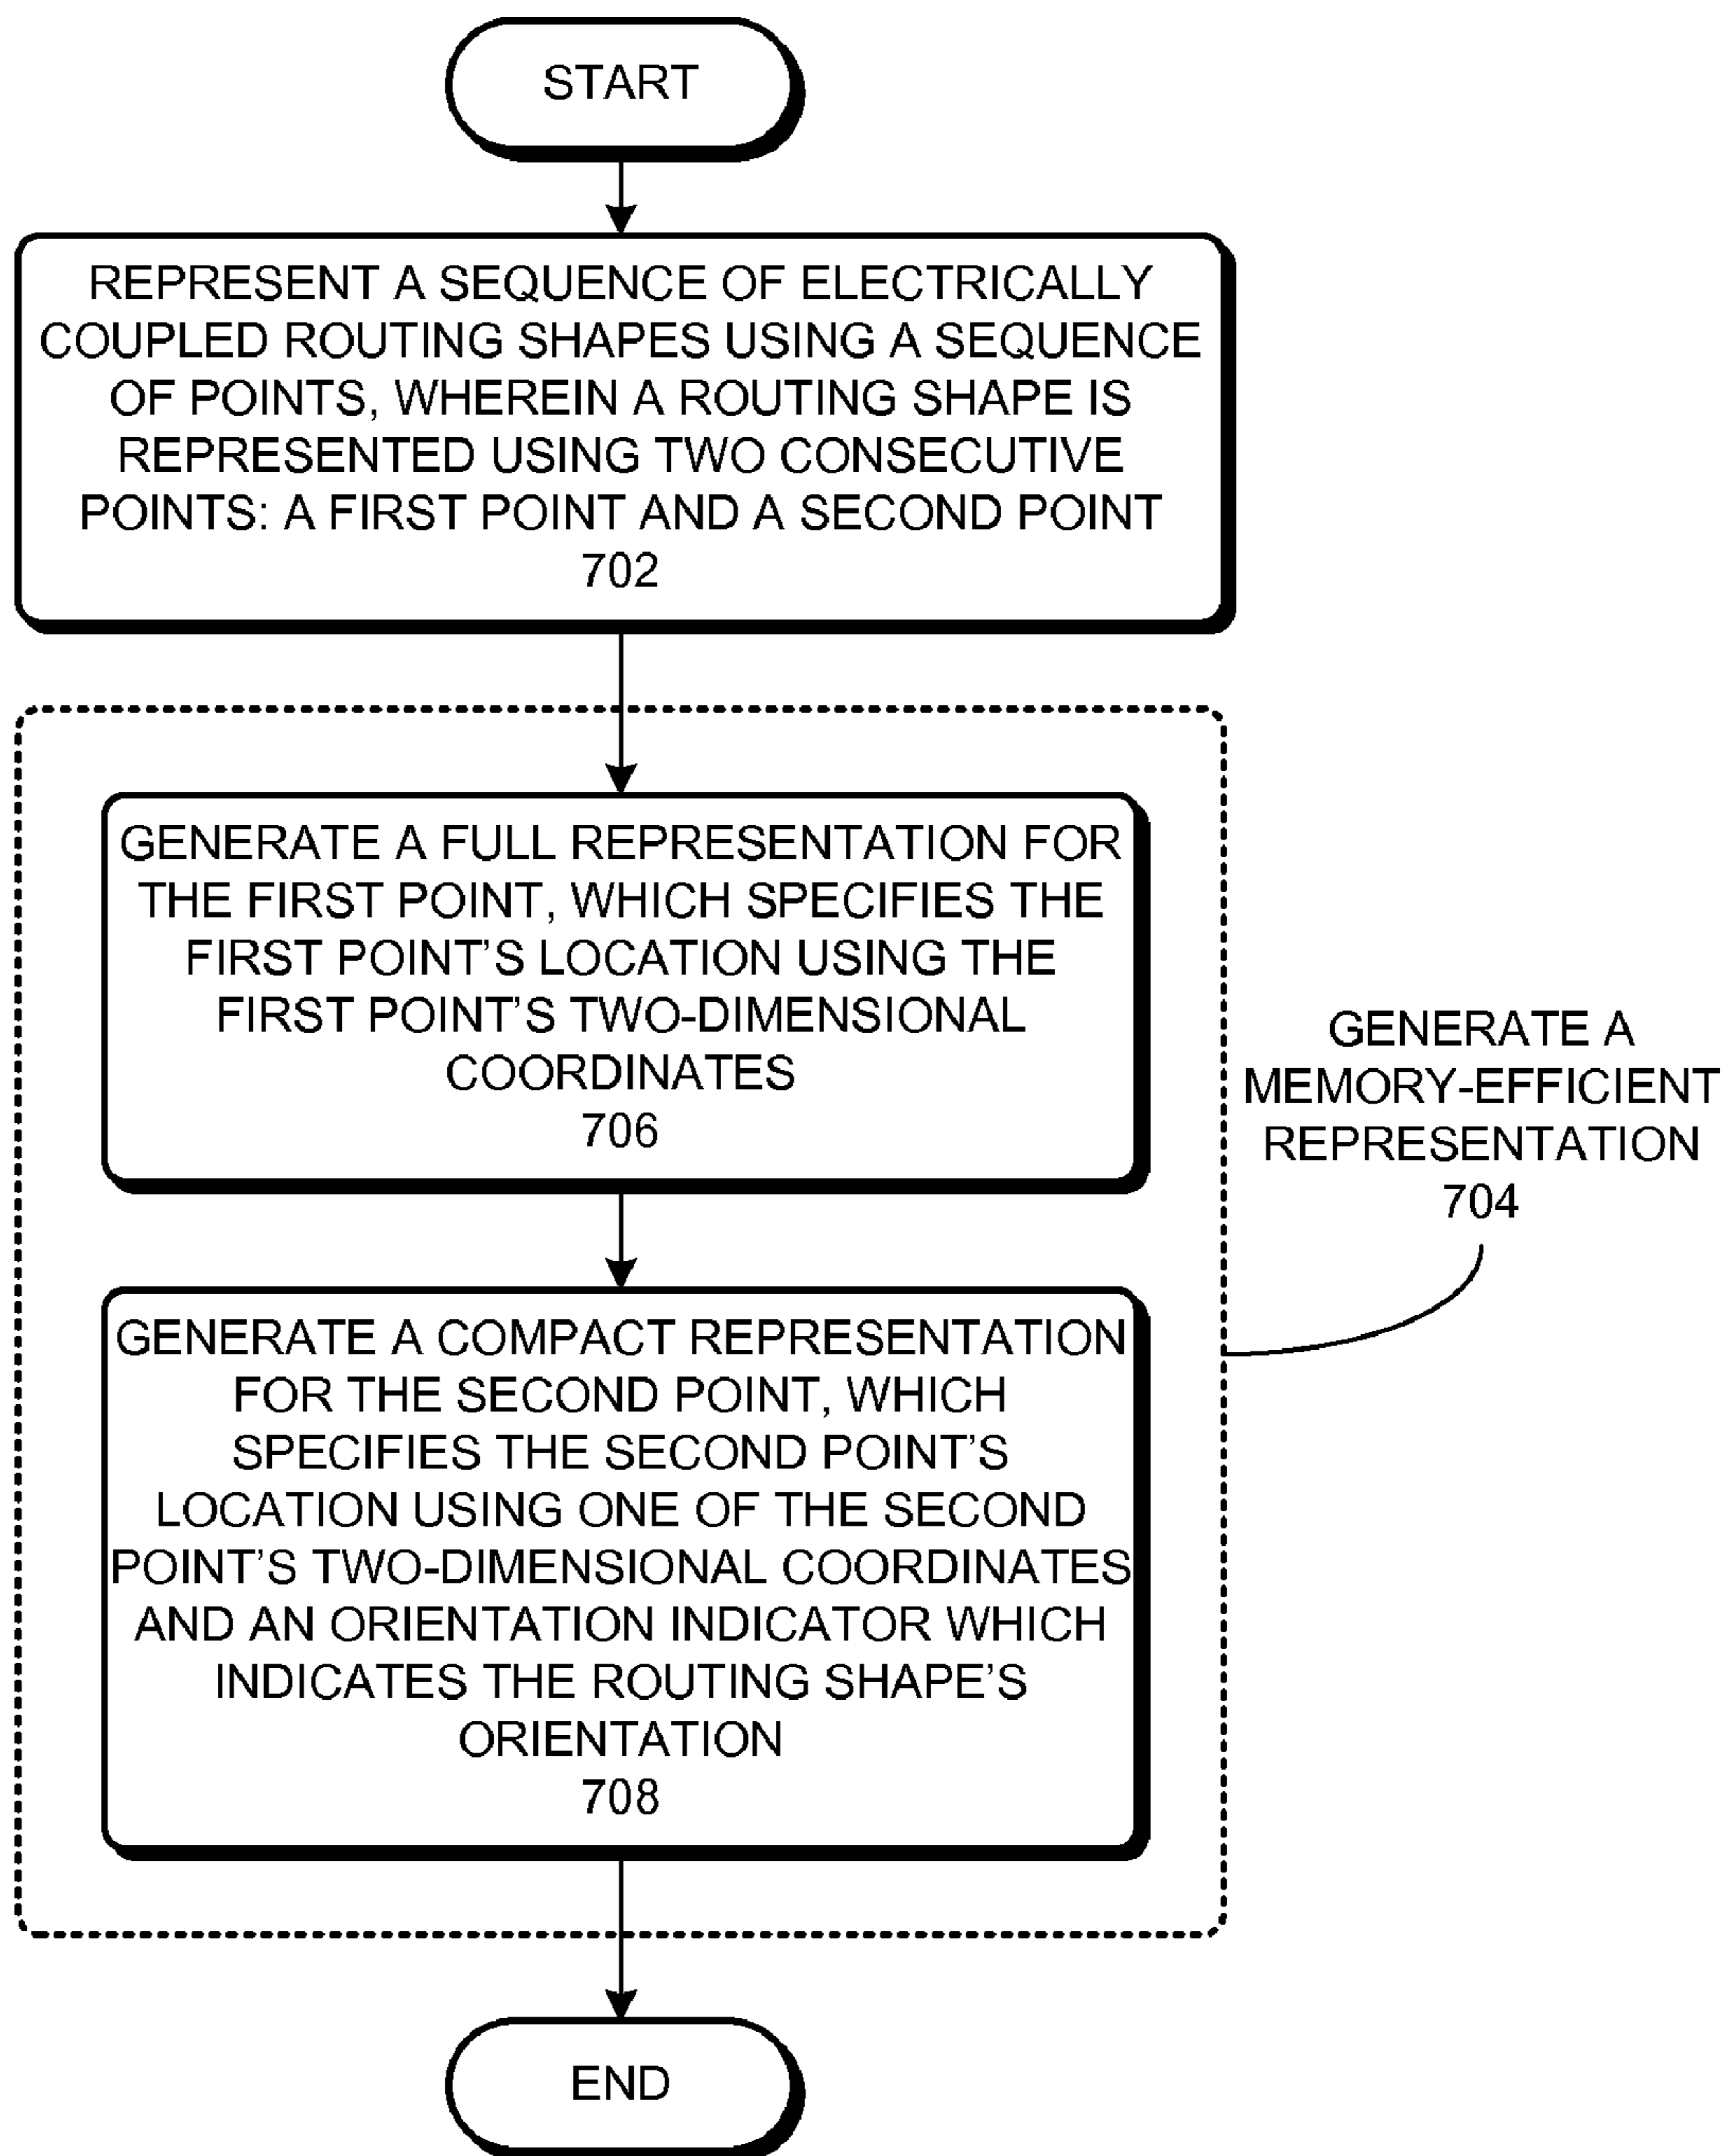 START
REPRESENT A SEQUENCE OF ELECTRICALLY
COUPLED ROUTING SHAPES USING A SEQUENCE
OF POINTS, WHEREIN A ROUTING SHAPE IS
REPRESENTED USING TWO CONSECUTIVE
POINTS: A FIRST POINT AND A SECOND POINT
702
GENERATE A FULL REPRESENTATION FOR
THE FIRST POINT, WHICH SPECIFIES THE
FIRST POINT’S LOCATION USING THE
FIRST POINT’S TWO-DIMENSIONAL
COORDINATES
706
GENERATE A
MEMORY-EFFICIENT
REPRESENTATION
704
GENERATE A COMPACT REPRESENTATION
FOR THE SECOND POINT, WHICH
SPECIFIES THE SECOND POINT’S
LOCATION USING ONE OF THE SECOND
POINT’S TWO-DIMENSIONAL COORDINATES
AND AN ORIENTATION INDICATOR WHICH
INDICATES THE ROUTING SHAPE’S
ORIENTATION
708
END